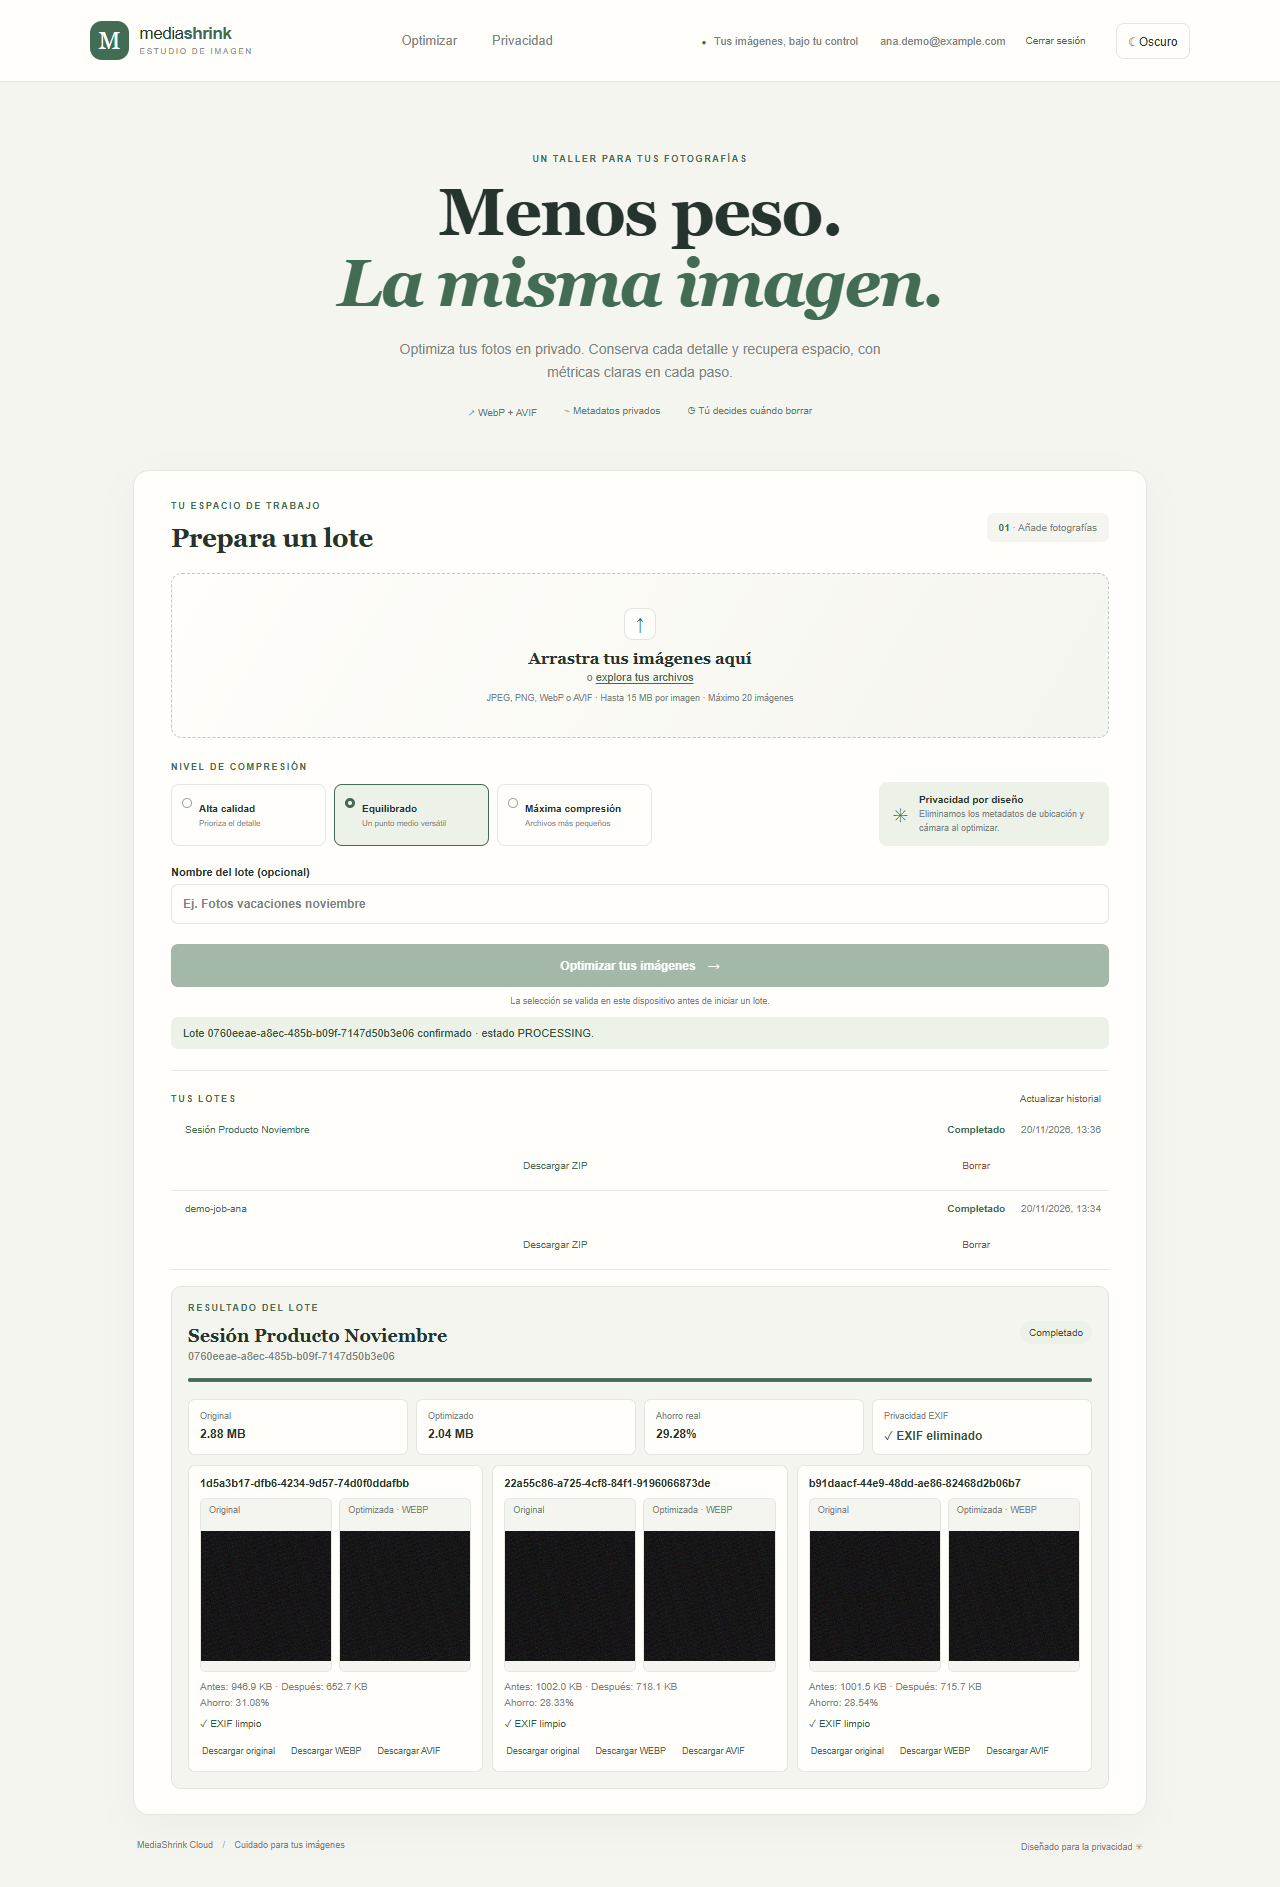 M mediashrink
ESTUDIO DE IMAGEN
Optimizar
Privacidad
• Tus imágenes, bajo tu control
ana.demo@example.com
Cerrar sesión
☾ Oscuro
UN TALLER PARA TUS FOTOGRAFÍAS
Menos peso.
La misma imagen.
Optimiza tus fotos en privado. Conserva cada detalle y recupera espacio, con
métricas claras en cada paso.
↗ WebP + AVIF
~ Metadatos privados
◷ Tú decides cuándo borrar
TU ESPACIO DE TRABAJO
Prepara un lote
01 · Añade fotografías
↑
Arrastra tus imágenes aquí
o explora tus archivos
JPEG, PNG, WebP o AVIF · Hasta 15 MB por imagen · Máximo 20 imágenes
NIVEL DE COMPRESIÓN
Alta calidad
Prioriza el detalle
Equilibrado
Un punto medio versátil
Máxima compresión
Archivos más pequeños
✳ Privacidad por diseño
Eliminamos los metadatos de ubicación y
cámara al optimizar.
Nombre del lote (opcional)
Ej. Fotos vacaciones noviembre
Optimizar tus imágenes →
La selección se valida en este dispositivo antes de iniciar un lote.
Lote 0760eeae-a8ec-485b-b09f-7147d50b3e06 confirmado · estado PROCESSING.
TUS LOTES
Actualizar historial
Sesión Producto Noviembre
Completado
20/11/2026, 13:36
Descargar ZIP
Borrar
demo-job-ana
Completado
20/11/2026, 13:34
Descargar ZIP
Borrar
RESULTADO DEL LOTE
Sesión Producto Noviembre
Completado
0760eeae-a8ec-485b-b09f-7147d50b3e06
Original
2.88 MB
Optimizado
2.04 MB
Ahorro real
29.28%
Privacidad EXIF
✓ EXIF eliminado
1d5a3b17-dfb6-4234-9d57-74d0f0ddafbb
Original
Optimizada · WEBP
Antes: 946.9 KB · Después: 652.7 KB
Ahorro: 31.08%
✓ EXIF limpio
Descargar original
Descargar WEBP
Descargar AVIF
22a55c86-a725-4cf8-84f1-9196066873de
Original
Optimizada · WEBP
Antes: 1002.0 KB · Después: 718.1 KB
Ahorro: 28.33%
✓ EXIF limpio
Descargar original
Descargar WEBP
Descargar AVIF
b91daacf-44e9-48dd-ae86-82468d2b06b7
Original
Optimizada · WEBP
Antes: 1001.5 KB · Después: 715.7 KB
Ahorro: 28.54%
✓ EXIF limpio
Descargar original
Descargar WEBP
Descargar AVIF
MediaShrink Cloud / Cuidado para tus imágenes
Diseñado para la privacidad ✳